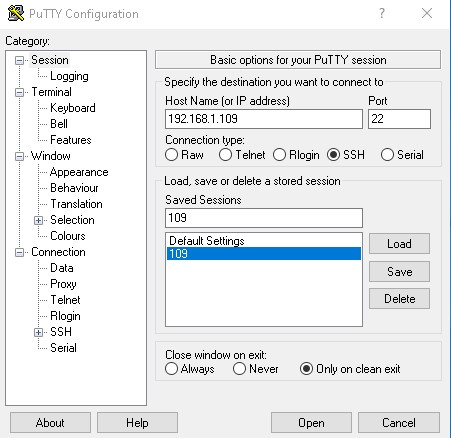 PuTTY Configuration
?
Category:
Session
Logging
Terminal
Keyboard
Bell
Features
Window
Appearance
Behaviour
Translation
Selection
Colours
Connection
Data
Proxy
Telnet
Rlogin
SSH
Serial
Basic options for your PuTTY session
Specify the destination you want to connect to
Host Name (or IP address) Port
192.168.1.109 22
Connection type:
Raw Telnet Rlogin SSH Serial
Load, save or delete a stored session
Saved Sessions
109
Default Settings
109
Load
Save
Delete
Close window on exit:
Always Never Only on clean exit
About Help Open Cancel